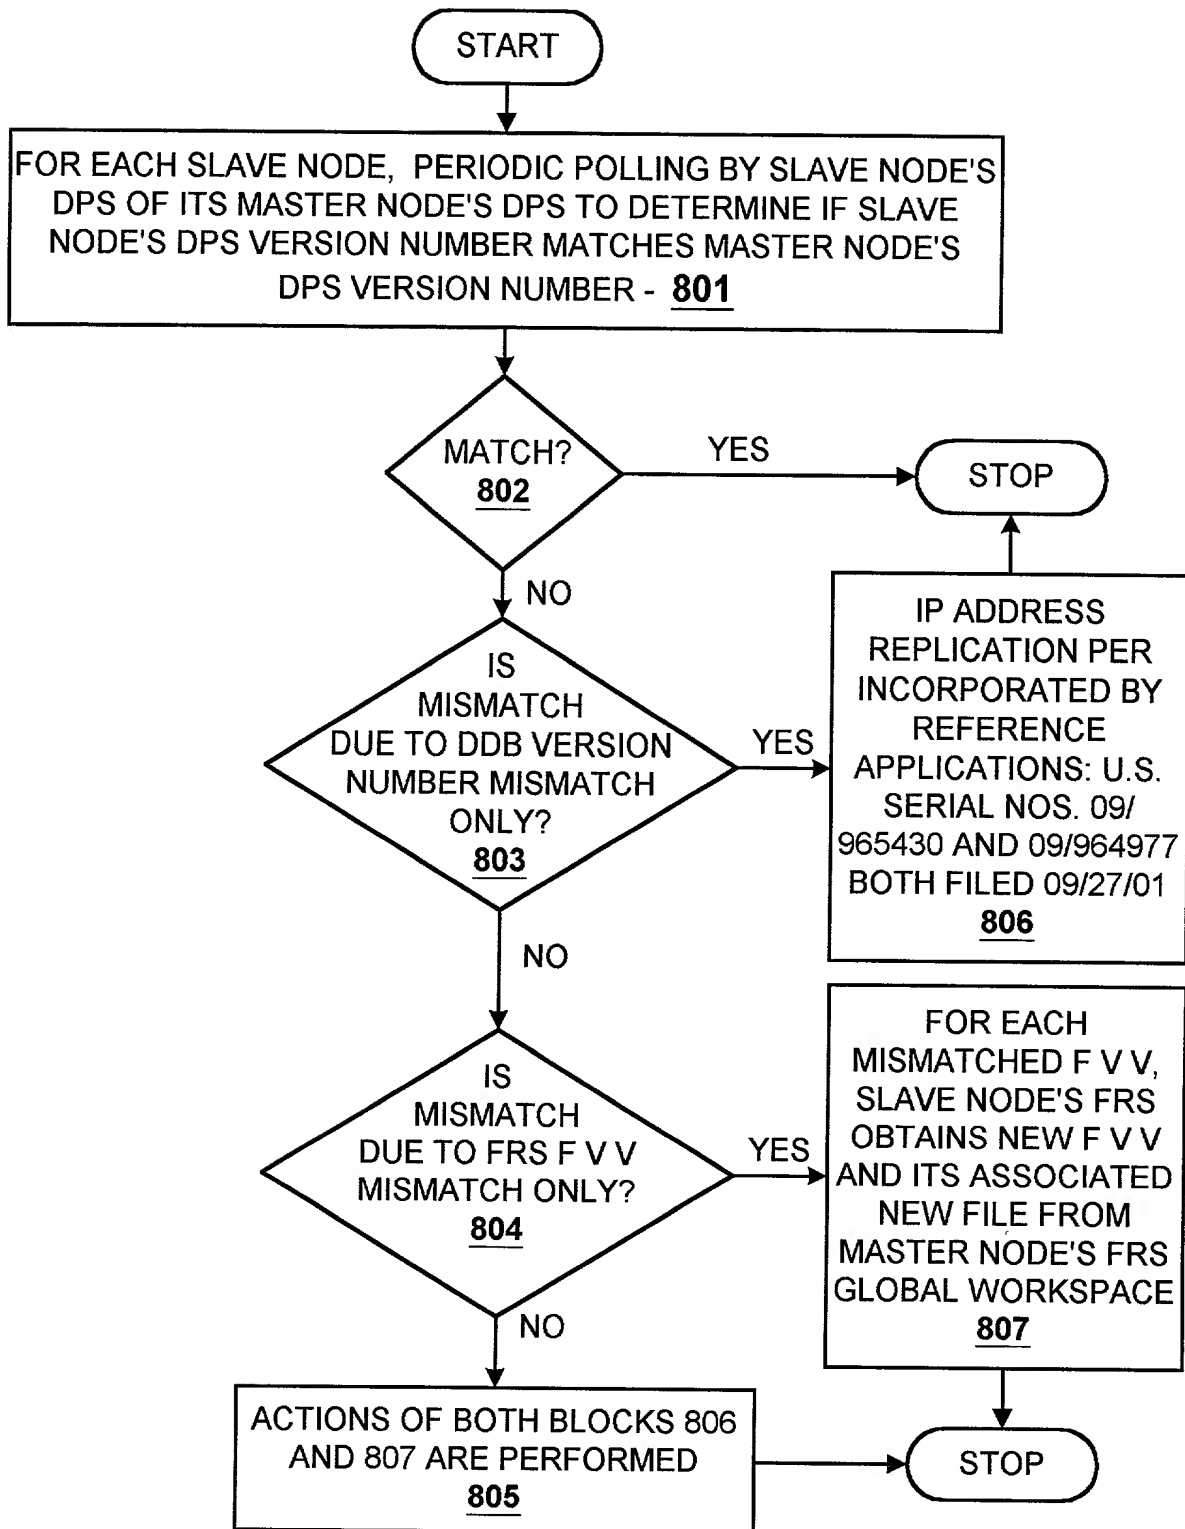 START
FOR EACH SLAVE NODE, PERIODIC POLLING BY SLAVE NODE'S
DPS OF ITS MASTER NODE'S DPS TO DETERMINE IF SLAVE
NODE'S DPS VERSION NUMBER MATCHES MASTER NODE'S
DPS VERSION NUMBER - 801
MATCH?
802
YES
STOP
NO
IS
MISMATCH
DUE TO DDB VERSION
NUMBER MISMATCH
ONLY?
803
YES
IP ADDRESS
REPLICATION PER
INCORPORATED BY
REFERENCE
APPLICATIONS: U.S.
SERIAL NOS. 09/
965430 AND 09/964977
BOTH FILED 09/27/01
806
NO
IS
MISMATCH
DUE TO FRS F V V
MISMATCH ONLY?
804
YES
FOR EACH
MISMATCHED F V V,
SLAVE NODE'S FRS
OBTAINS NEW F V V
AND ITS ASSOCIATED
NEW FILE FROM
MASTER NODE'S FRS
GLOBAL WORKSPACE
807
NO
ACTIONS OF BOTH BLOCKS 806
AND 807 ARE PERFORMED
805
STOP